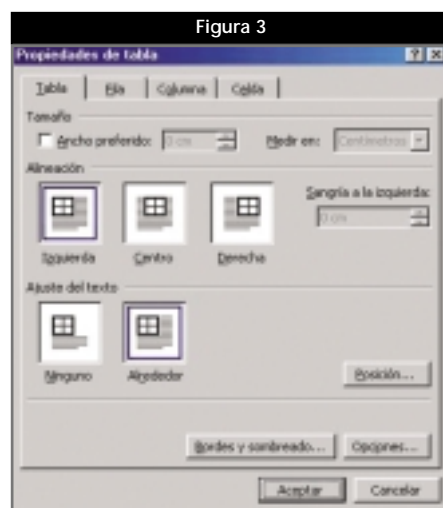 Figura 3
Propiedades de tabla
Tabla Fila Columna Celda
Tamaño
Ancho preferido: 0 cm Medir en: Centímetros
Alineación
Sangría a la izquierda:
0 cm
Izquierda Centro Derecha
Ajuste del texto
Ninguno Alrededor
Posición...
Bordes y sombreado... Opciones...
Aceptar Cancelar